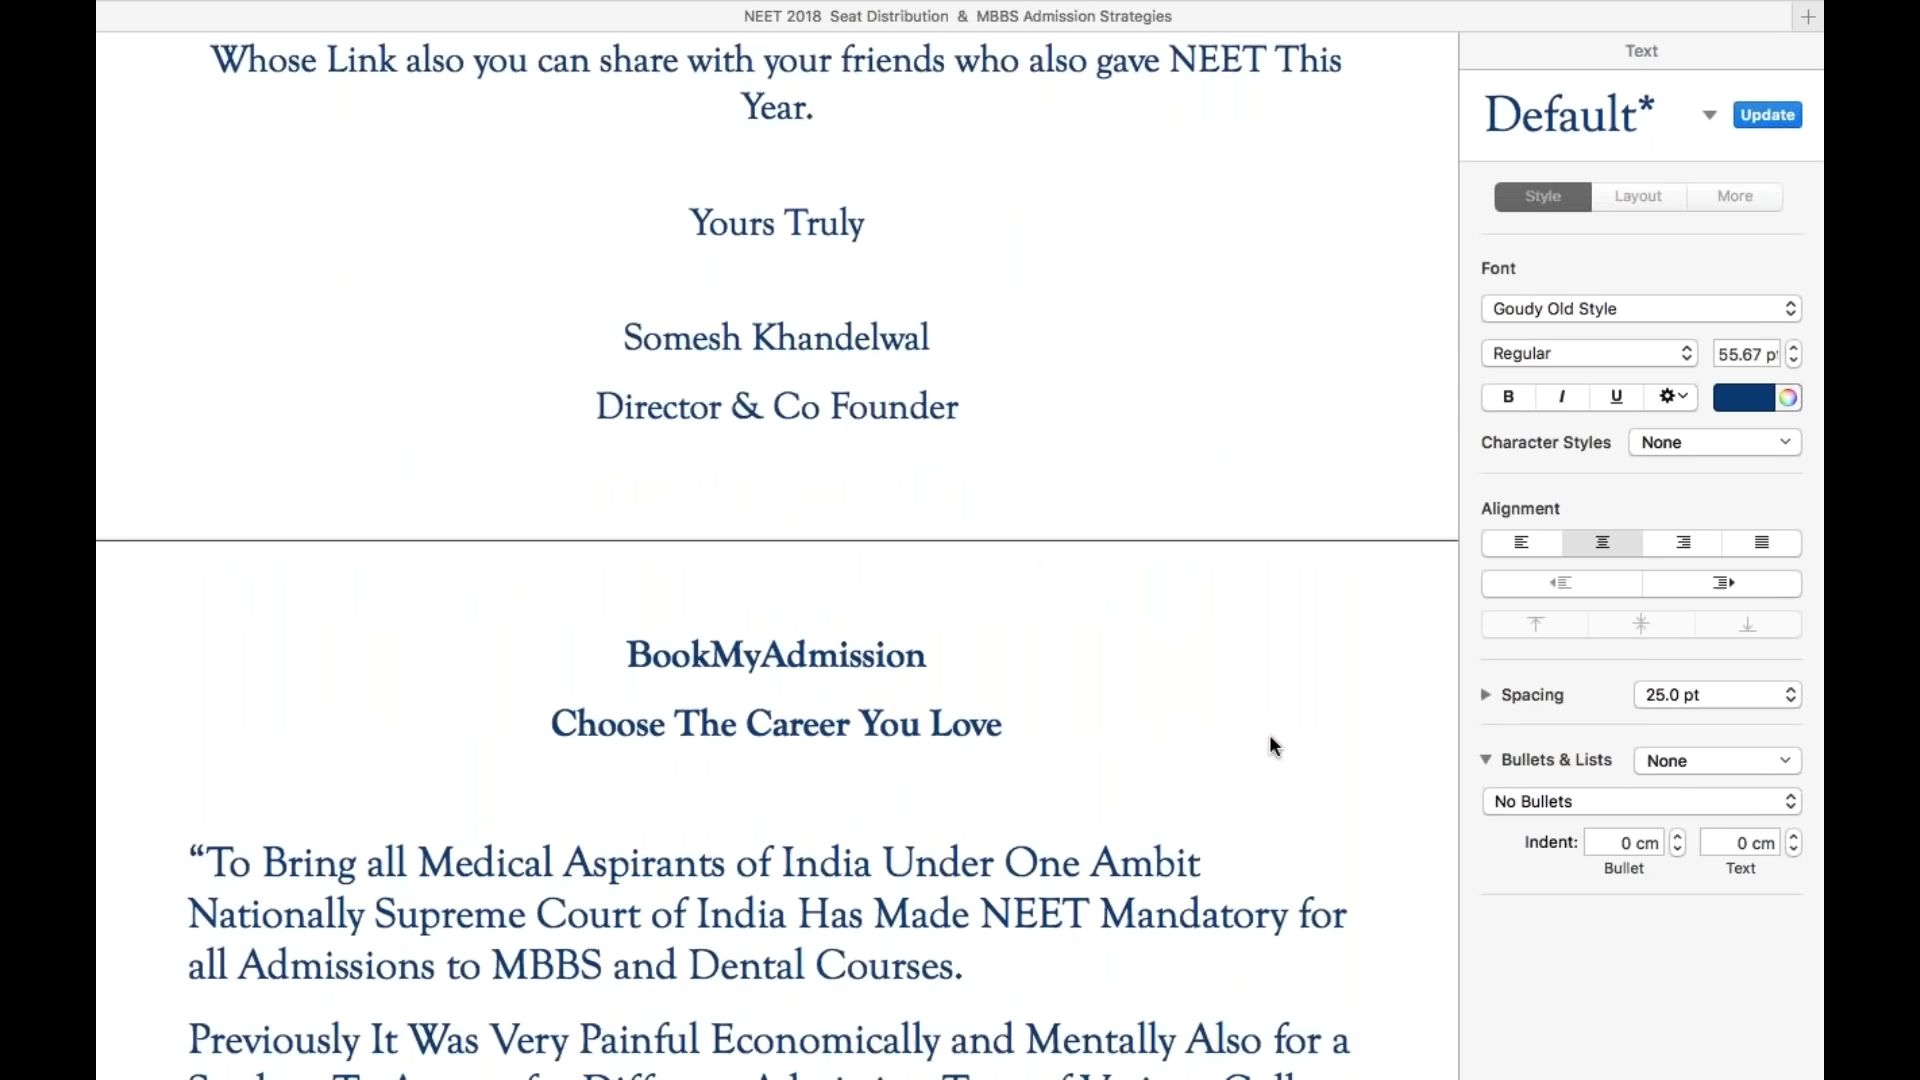 NEET 2018 Seat Distribution & MBBS Admission Strategies
Whose Link also you can share with your friends who also gave NEET This
Year.
Yours Truly
Somesh Khandelwal
Director & Co Founder
BookMyAdmission
Choose The Career You Love
“To Bring all Medical Aspirants of India Under One Ambit
Nationally Supreme Court of India Has Made NEET Mandatory for
all Admissions to MBBS and Dental Courses.
Previously It Was Very Painful Economically and Mentally Also for a
Text
Default*
Update
Style Layout More
Font
Goudy Old Style
Regular 55.67 p
B I U
Character Styles None
Alignment
Spacing 25.0 pt
Bullets & Lists None
No Bullets
Indent: 0 cm 0 cm
Bullet Text